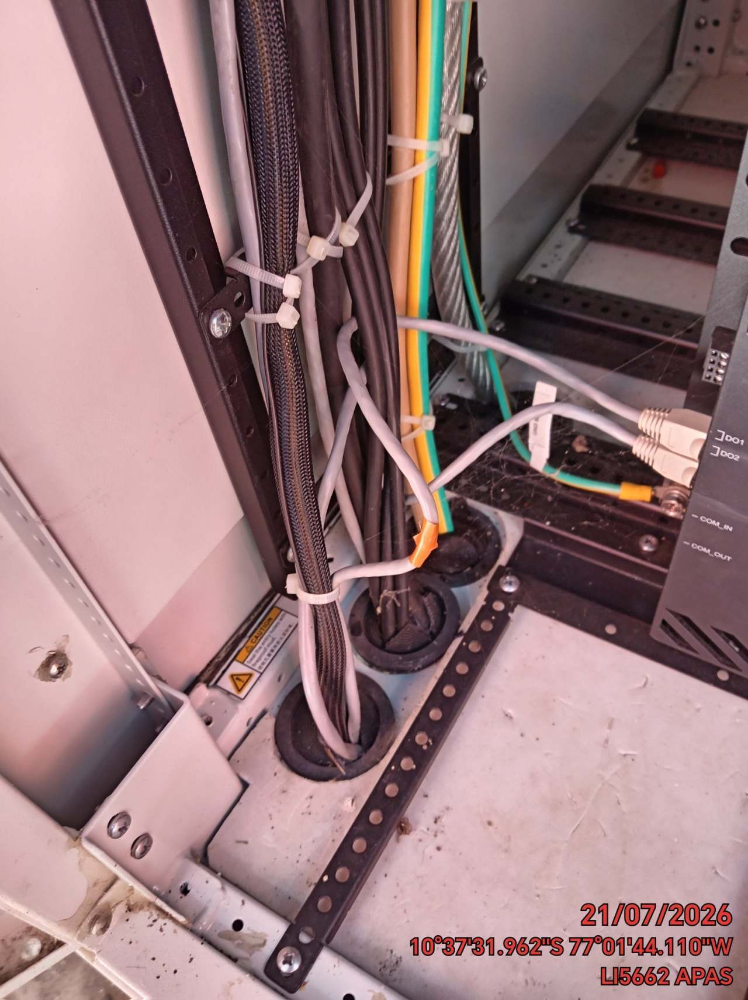 DO1
DO2
COM_IN
COM_OUT
CAUTION
21/07/2026
10°37'31.962"S 77°01'44.110"W
LI5662 APAS